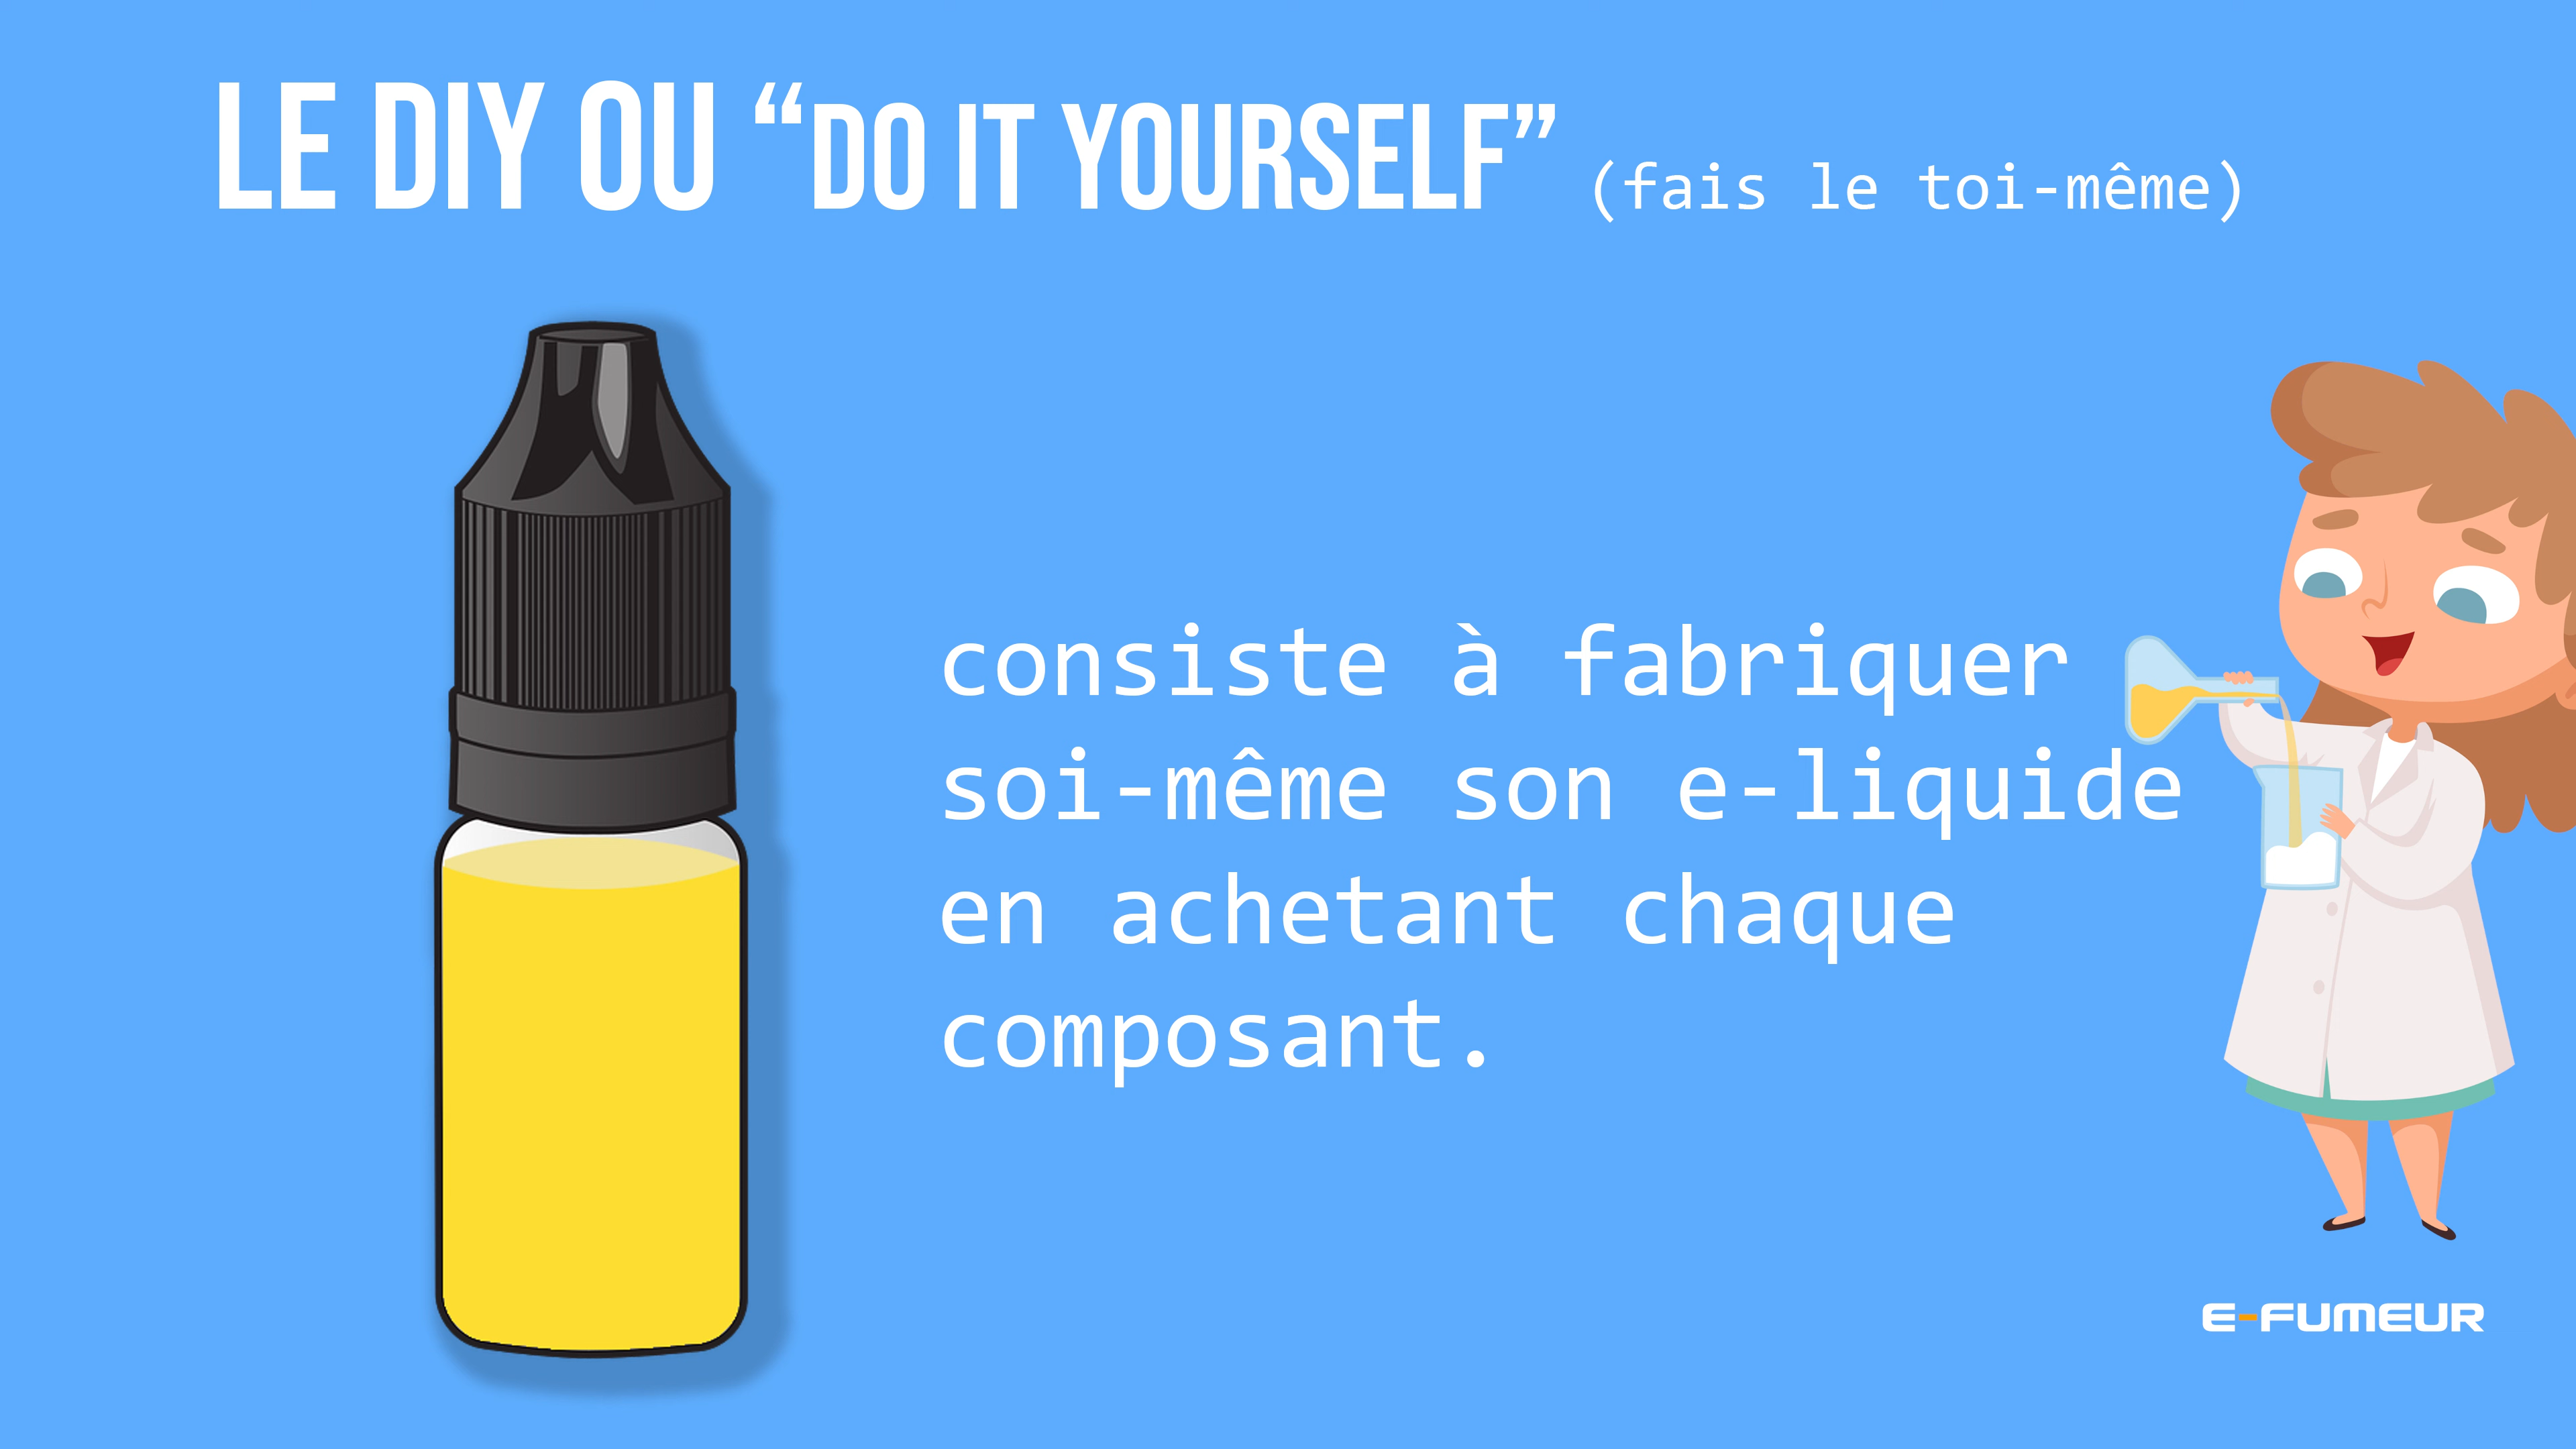 LE DIY OU “DO IT YOURSELF” (fais le toi-même)
consiste à fabriquer
soi-même son e-liquide
en achetant chaque
composant.
E-FUMEUR